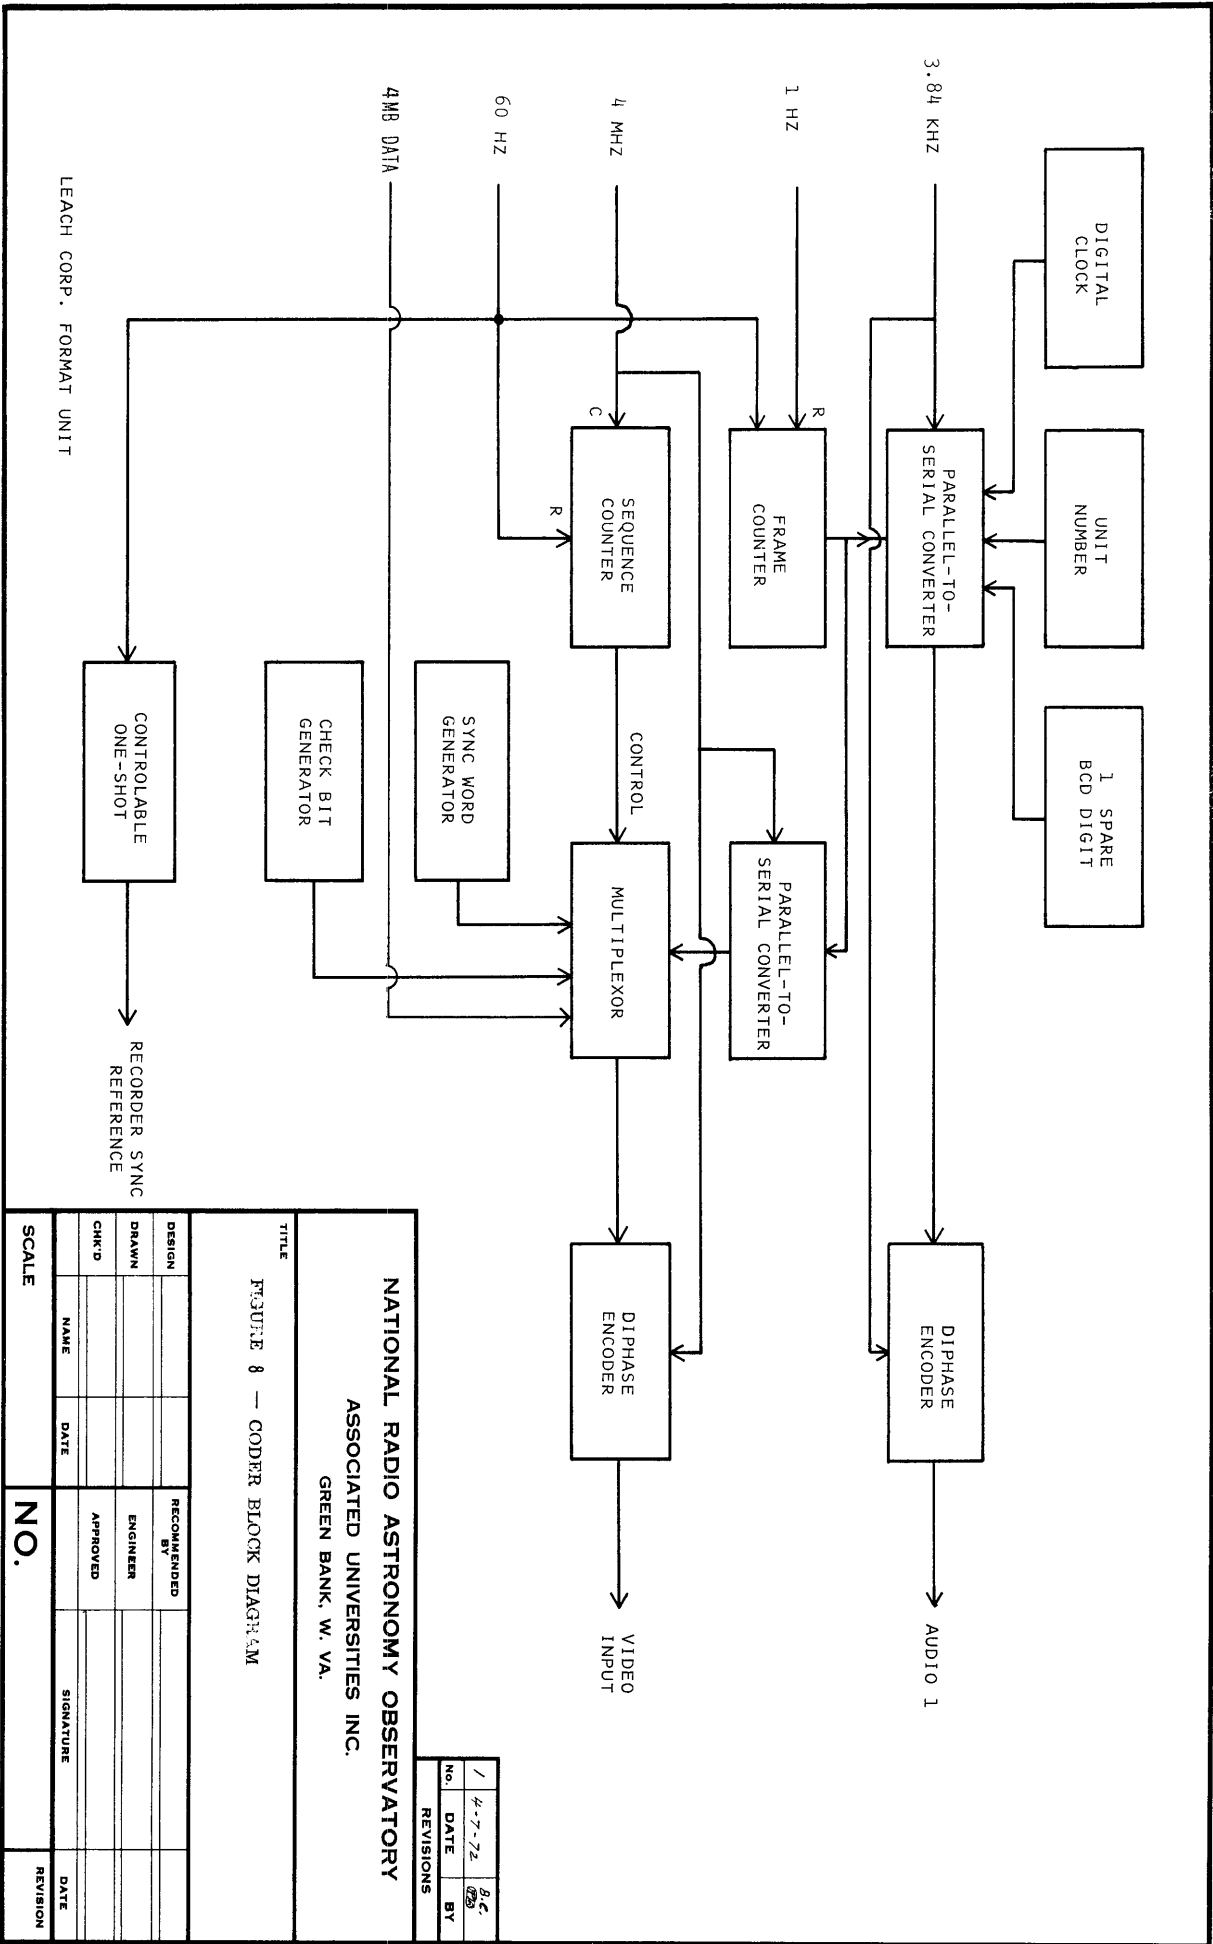 DIGITAL
CLOCK
UNIT
NUMBER
1 SPARE
BCD DIGIT
3.84 KHZ
PARALLEL-TO-
SERIAL CONVERTER
DIPHASE
ENCODER
AUDIO 1
1 HZ
R
FRAME
COUNTER
PARALLEL-TO-
SERIAL CONVERTER
4 MHZ
C
SEQUENCE
COUNTER
R
CONTROL
MULTIPLEXOR
DIPHASE
ENCODER
VIDEO
INPUT
60 HZ
SYNC WORD
GENERATOR
4MB DATA
CHECK BIT
GENERATOR
CONTROLABLE
ONE-SHOT
RECORDER SYNC
REFERENCE
LEACH CORP. FORMAT UNIT
1 4-7-72 B.C.
NO. DATE BY
REVISIONS
NATIONAL RADIO ASTRONOMY OBSERVATORY
ASSOCIATED UNIVERSITIES INC.
GREEN BANK, W. VA.
TITLE
FIGURE 8 — CODER BLOCK DIAGRAM
DESIGN
DRAWN
CHK'D
NAME DATE
RECOMMENDED
BY
ENGINEER
APPROVED
SIGNATURE DATE
SCALE
NO.
REVISION